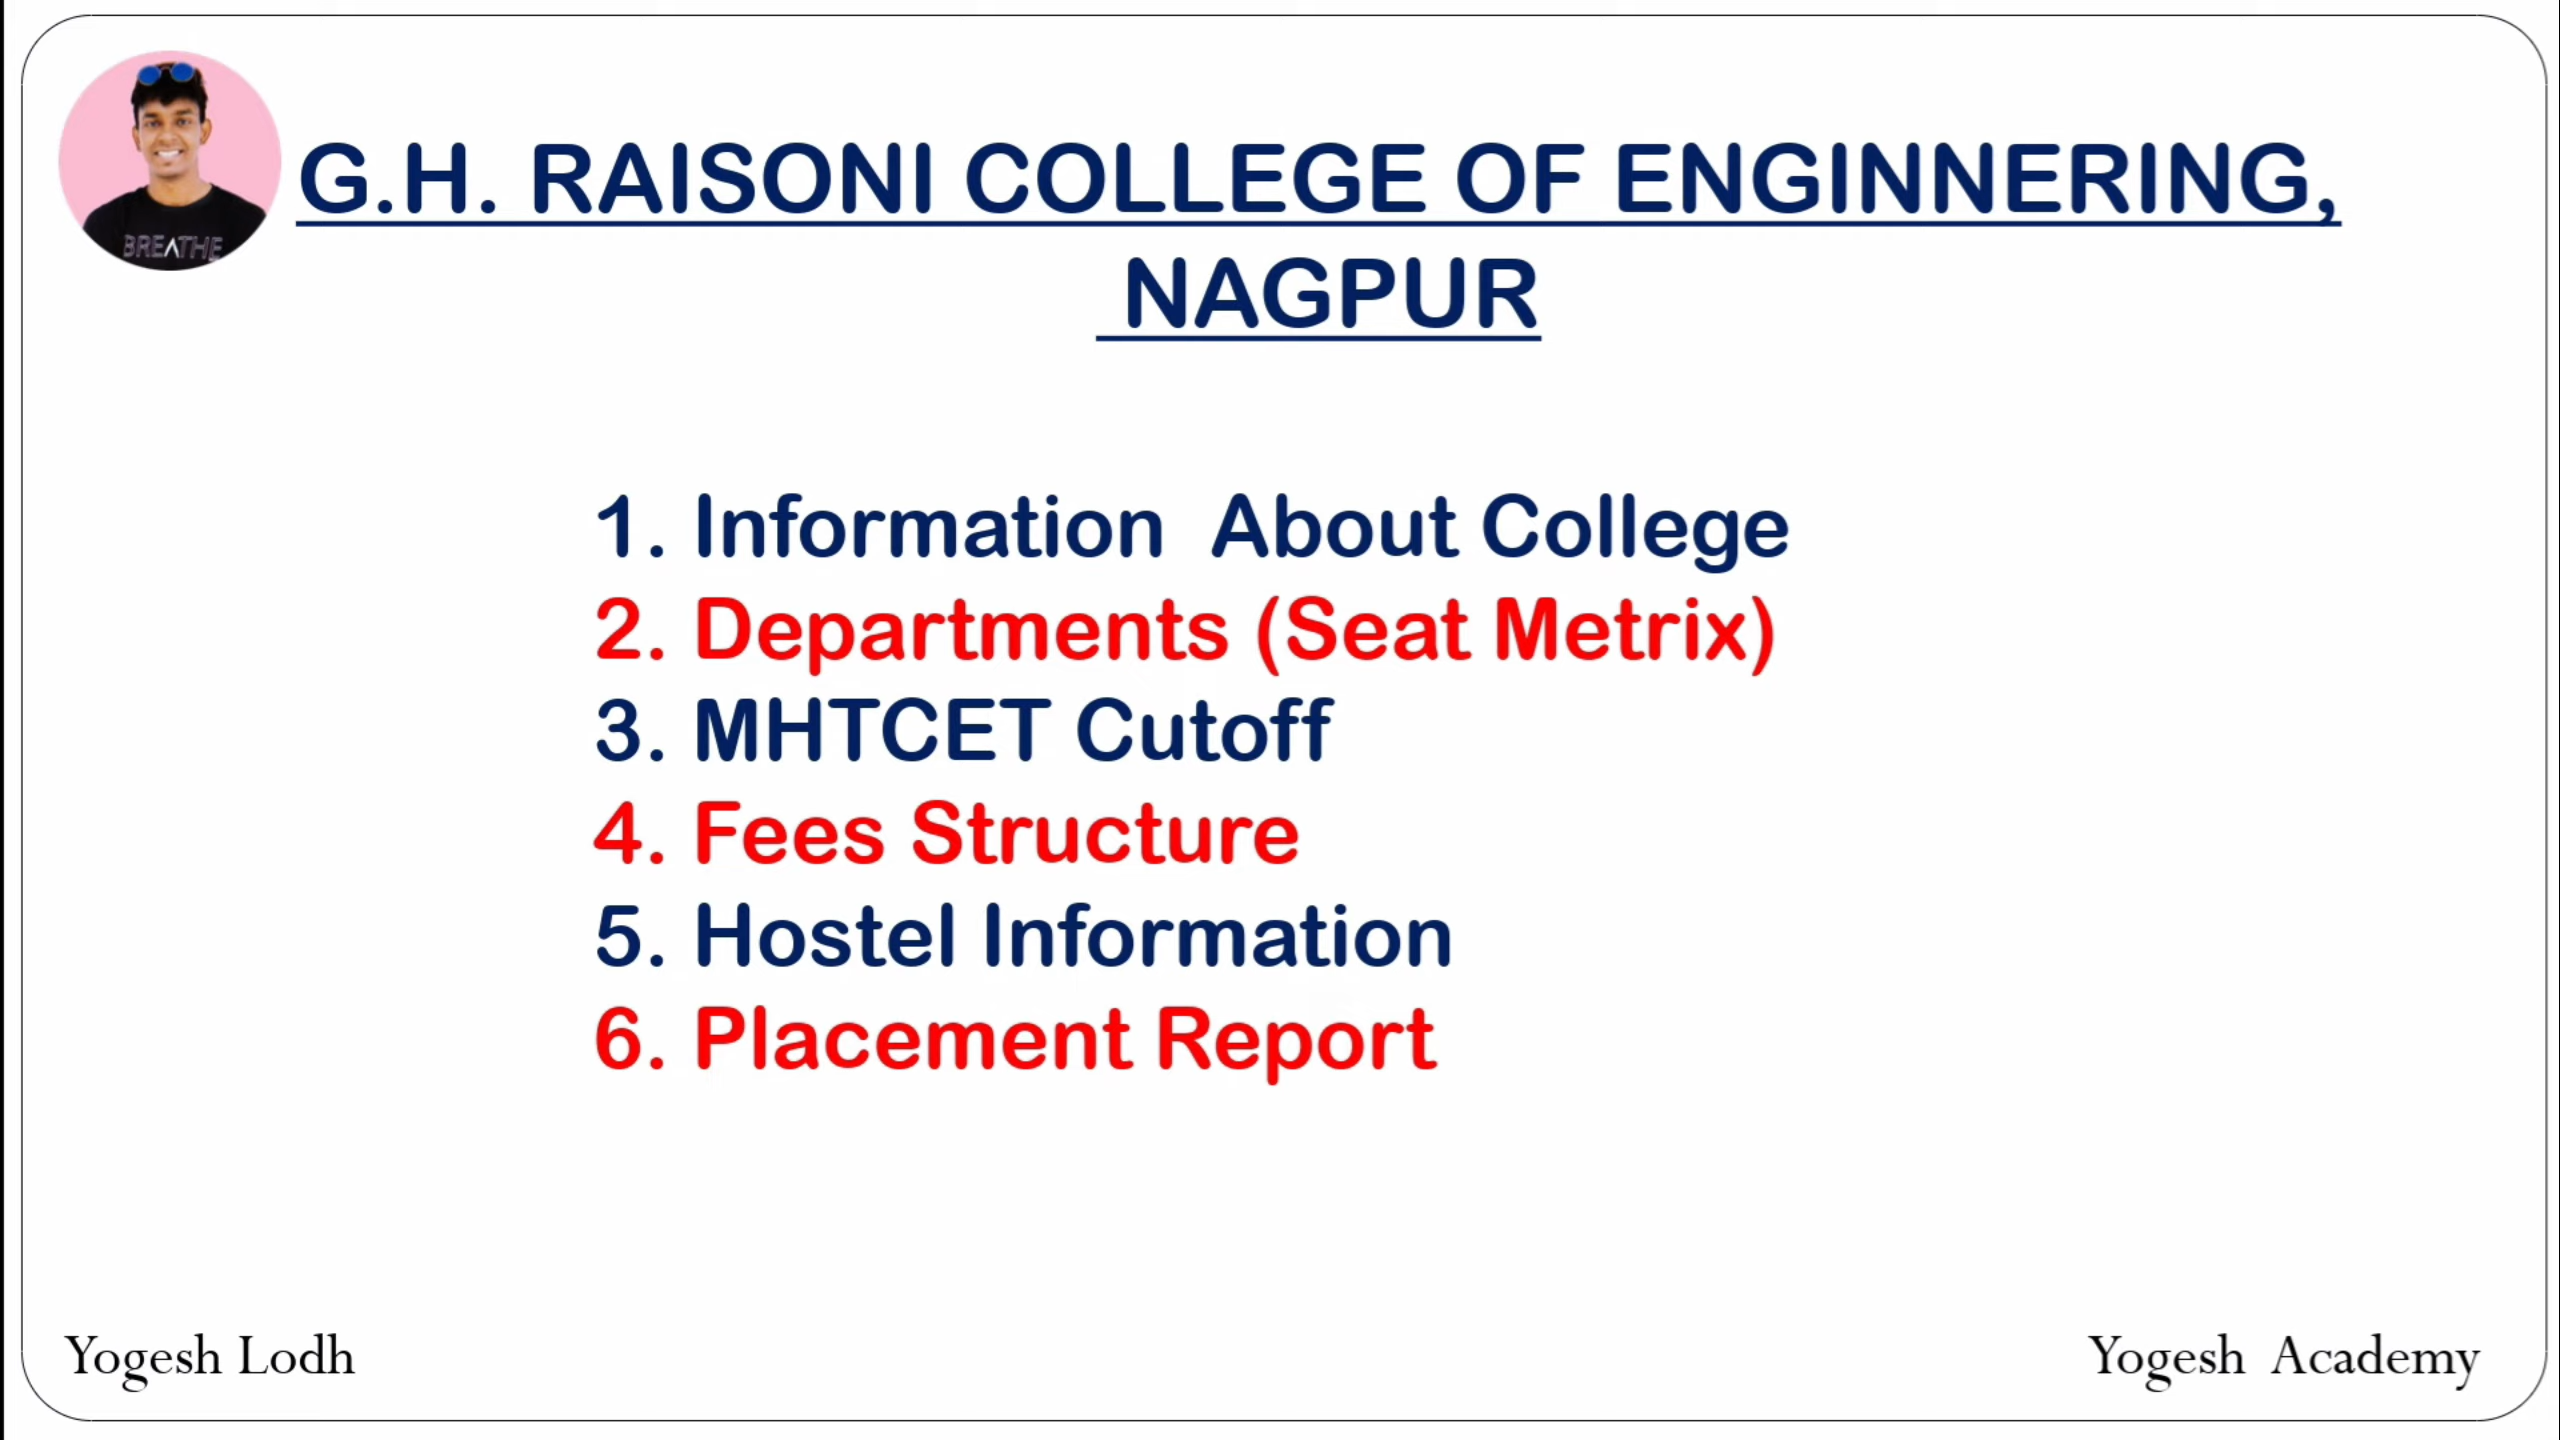 BREATHE
G.H. RAISONI COLLEGE OF ENGINNERING,
NAGPUR
1. Information About College
2. Departments (Seat Metrix)
3. MHTCET Cutoff
4. Fees Structure
5. Hostel Information
6. Placement Report
Yogesh Lodh
Yogesh Academy